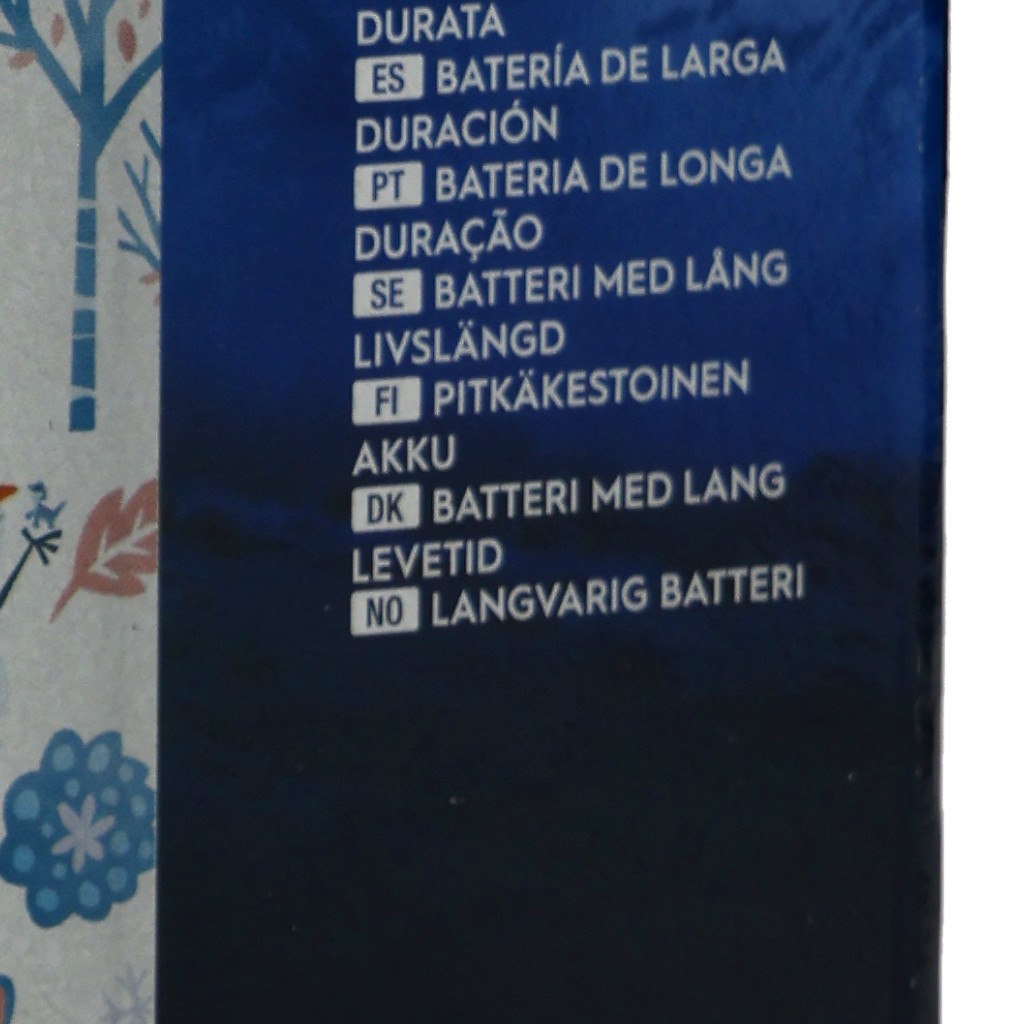 DURATA
ES BATERÍA DE LARGA
DURACIÓN
PT BATERIA DE LONGA
DURAÇÃO
SE BATTERI MED LÅNG
LIVSLÄNGD
FI PITKÄKESTOINEN
AKKU
DK BATTERI MED LANG
LEVETID
NO LANGVARIG BATTERI